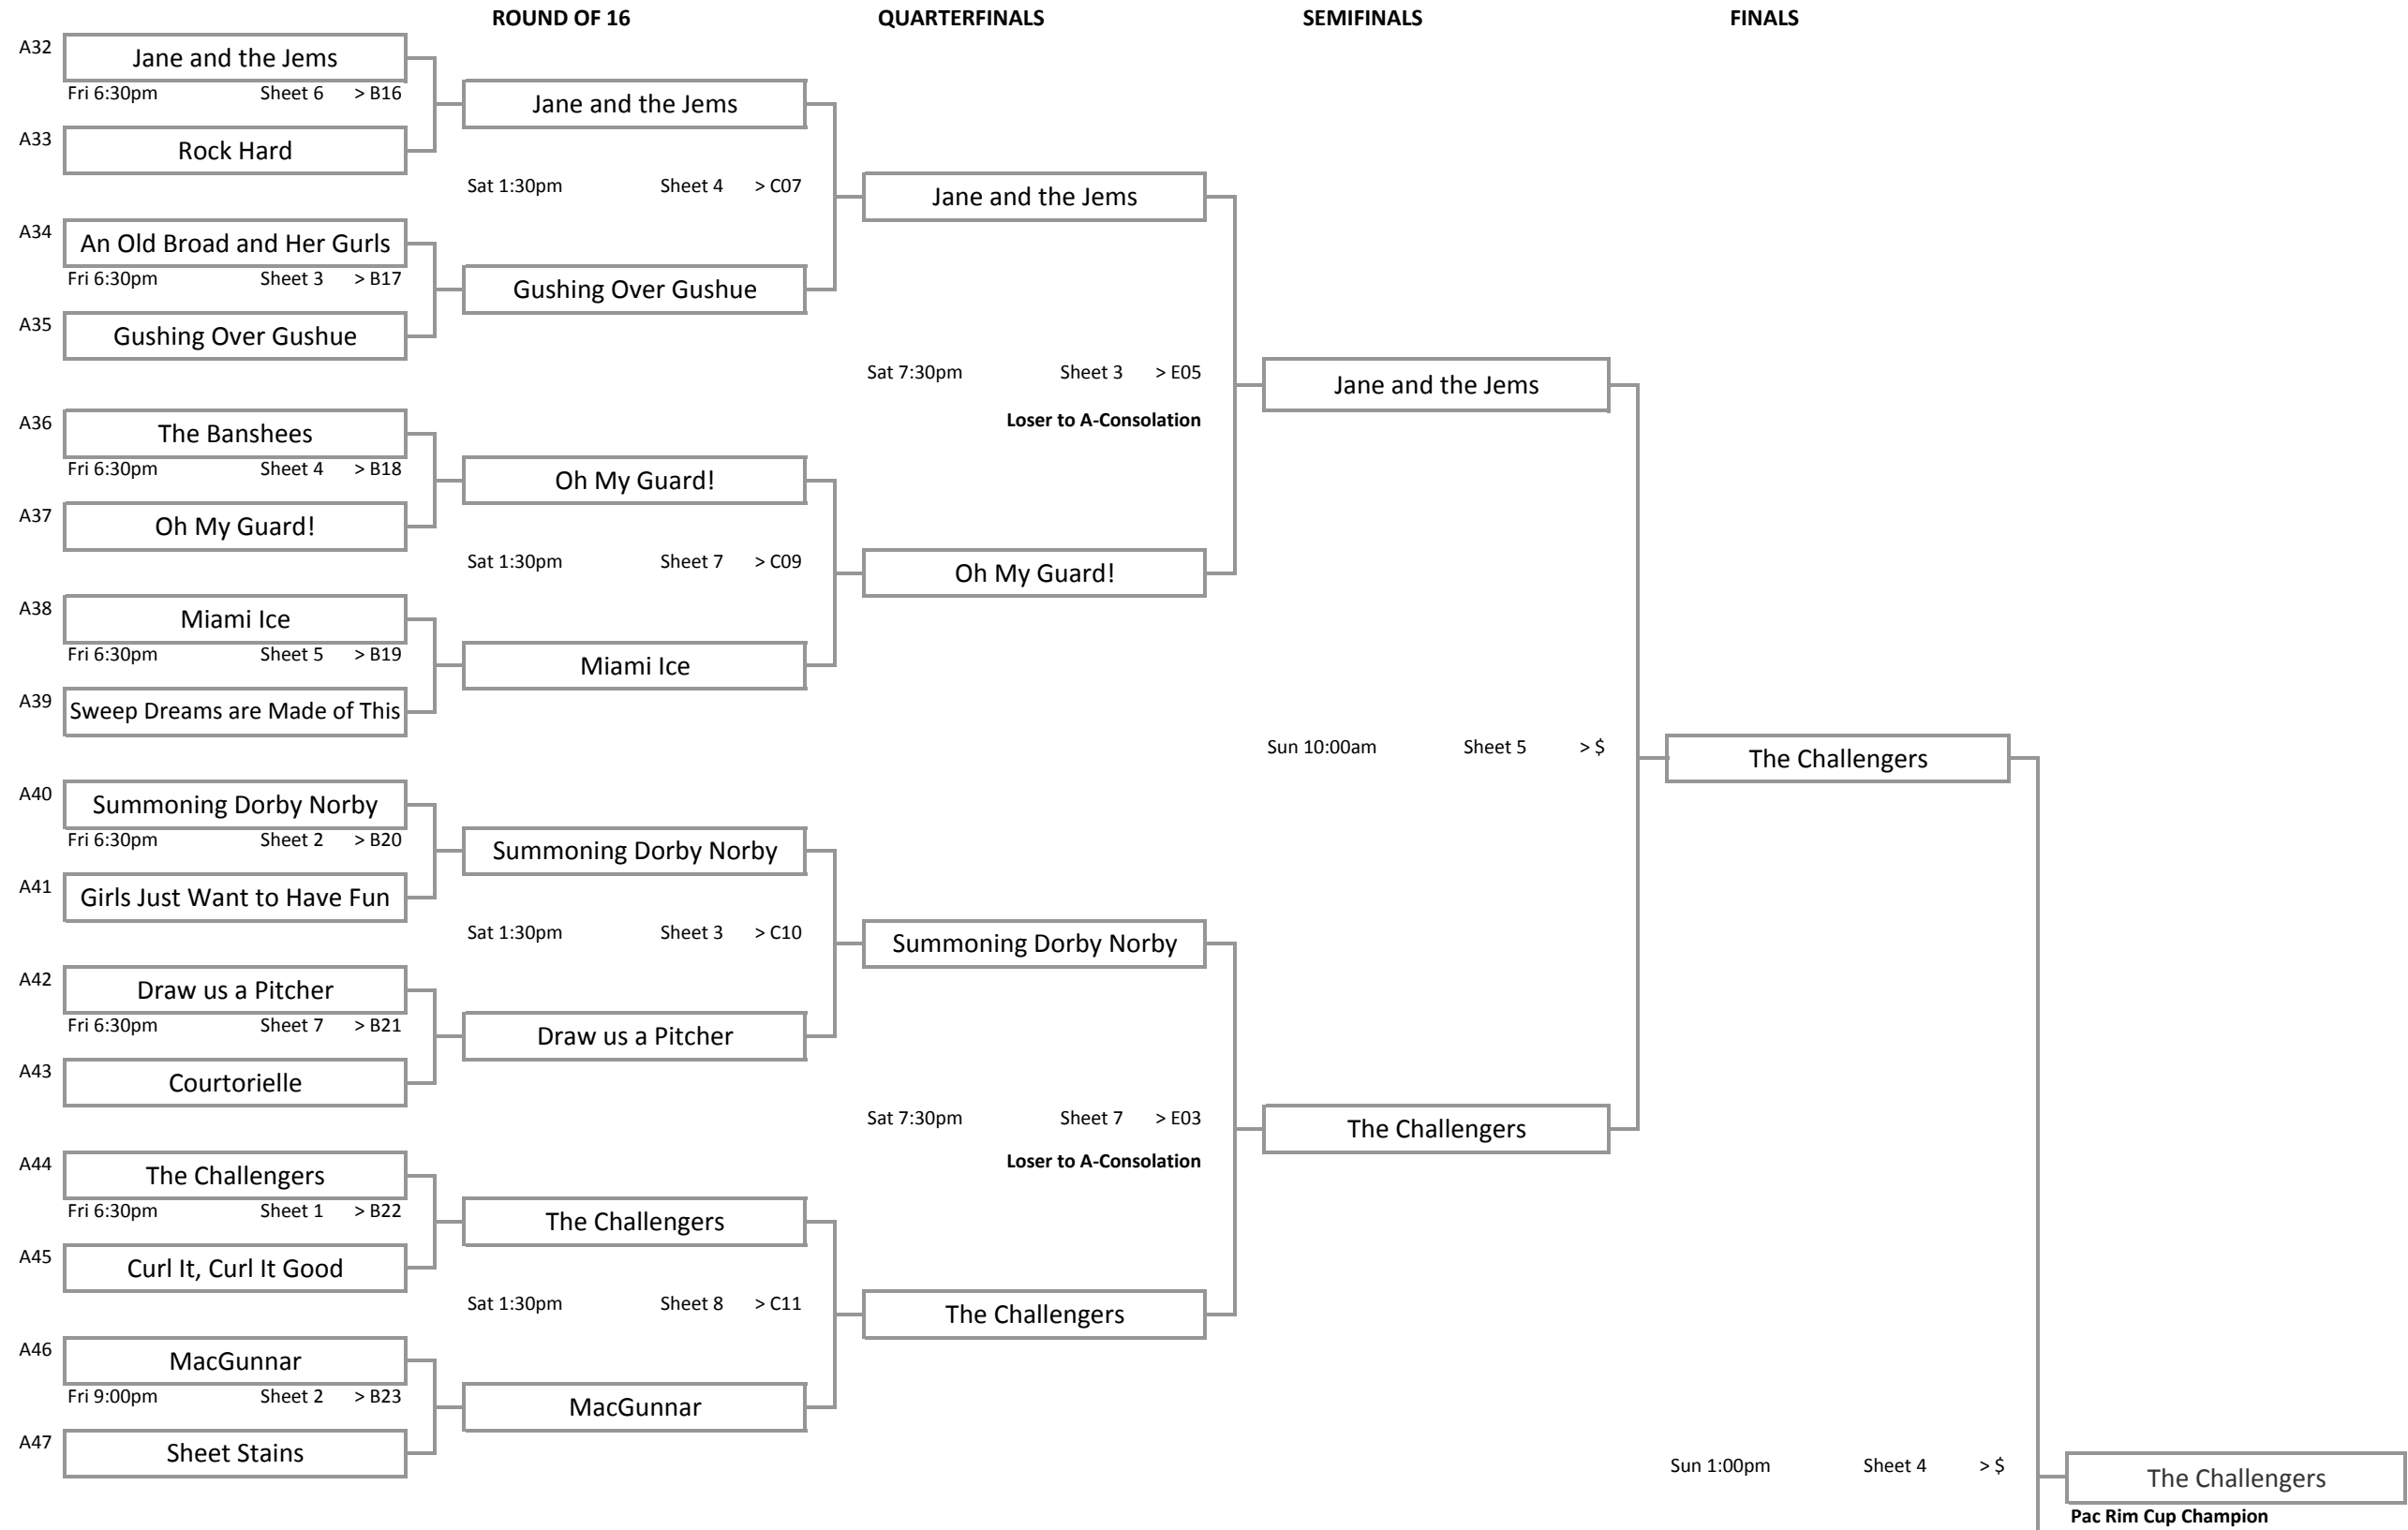 ROUND OF 16 QUARTERFINALS SEMIFINALS FINALS
A32 Jane and the Jems
Fri 6:30pm Sheet 6 > B16
Jane and the Jems
A33 Rock Hard
Sat 1:30pm Sheet 4 > C07
Jane and the Jems
A34 An Old Broad and Her Gurls
Fri 6:30pm Sheet 3 > B17
Gushing Over Gushue
A35 Gushing Over Gushue
Sat 7:30pm Sheet 3 > E05
Jane and the Jems
Loser to A-Consolation
A36 The Banshees
Fri 6:30pm Sheet 4 > B18
Oh My Guard!
A37 Oh My Guard!
Sat 1:30pm Sheet 7 > C09
Oh My Guard!
A38 Miami Ice
Fri 6:30pm Sheet 5 > B19
Miami Ice
A39 Sweep Dreams are Made of This
Sun 10:00am Sheet 5 > $
The Challengers
A40 Summoning Dorby Norby
Fri 6:30pm Sheet 2 > B20
Summoning Dorby Norby
A41 Girls Just Want to Have Fun
Sat 1:30pm Sheet 3 > C10
Summoning Dorby Norby
A42 Draw us a Pitcher
Fri 6:30pm Sheet 7 > B21
Draw us a Pitcher
A43 Courtorielle
Sat 7:30pm Sheet 7 > E03
The Challengers
Loser to A-Consolation
A44 The Challengers
Fri 6:30pm Sheet 1 > B22
The Challengers
A45 Curl It, Curl It Good
Sat 1:30pm Sheet 8 > C11
The Challengers
A46 MacGunnar
Fri 9:00pm Sheet 2 > B23
MacGunnar
A47 Sheet Stains
Sun 1:00pm Sheet 4 > $
The Challengers
Pac Rim Cup Champion